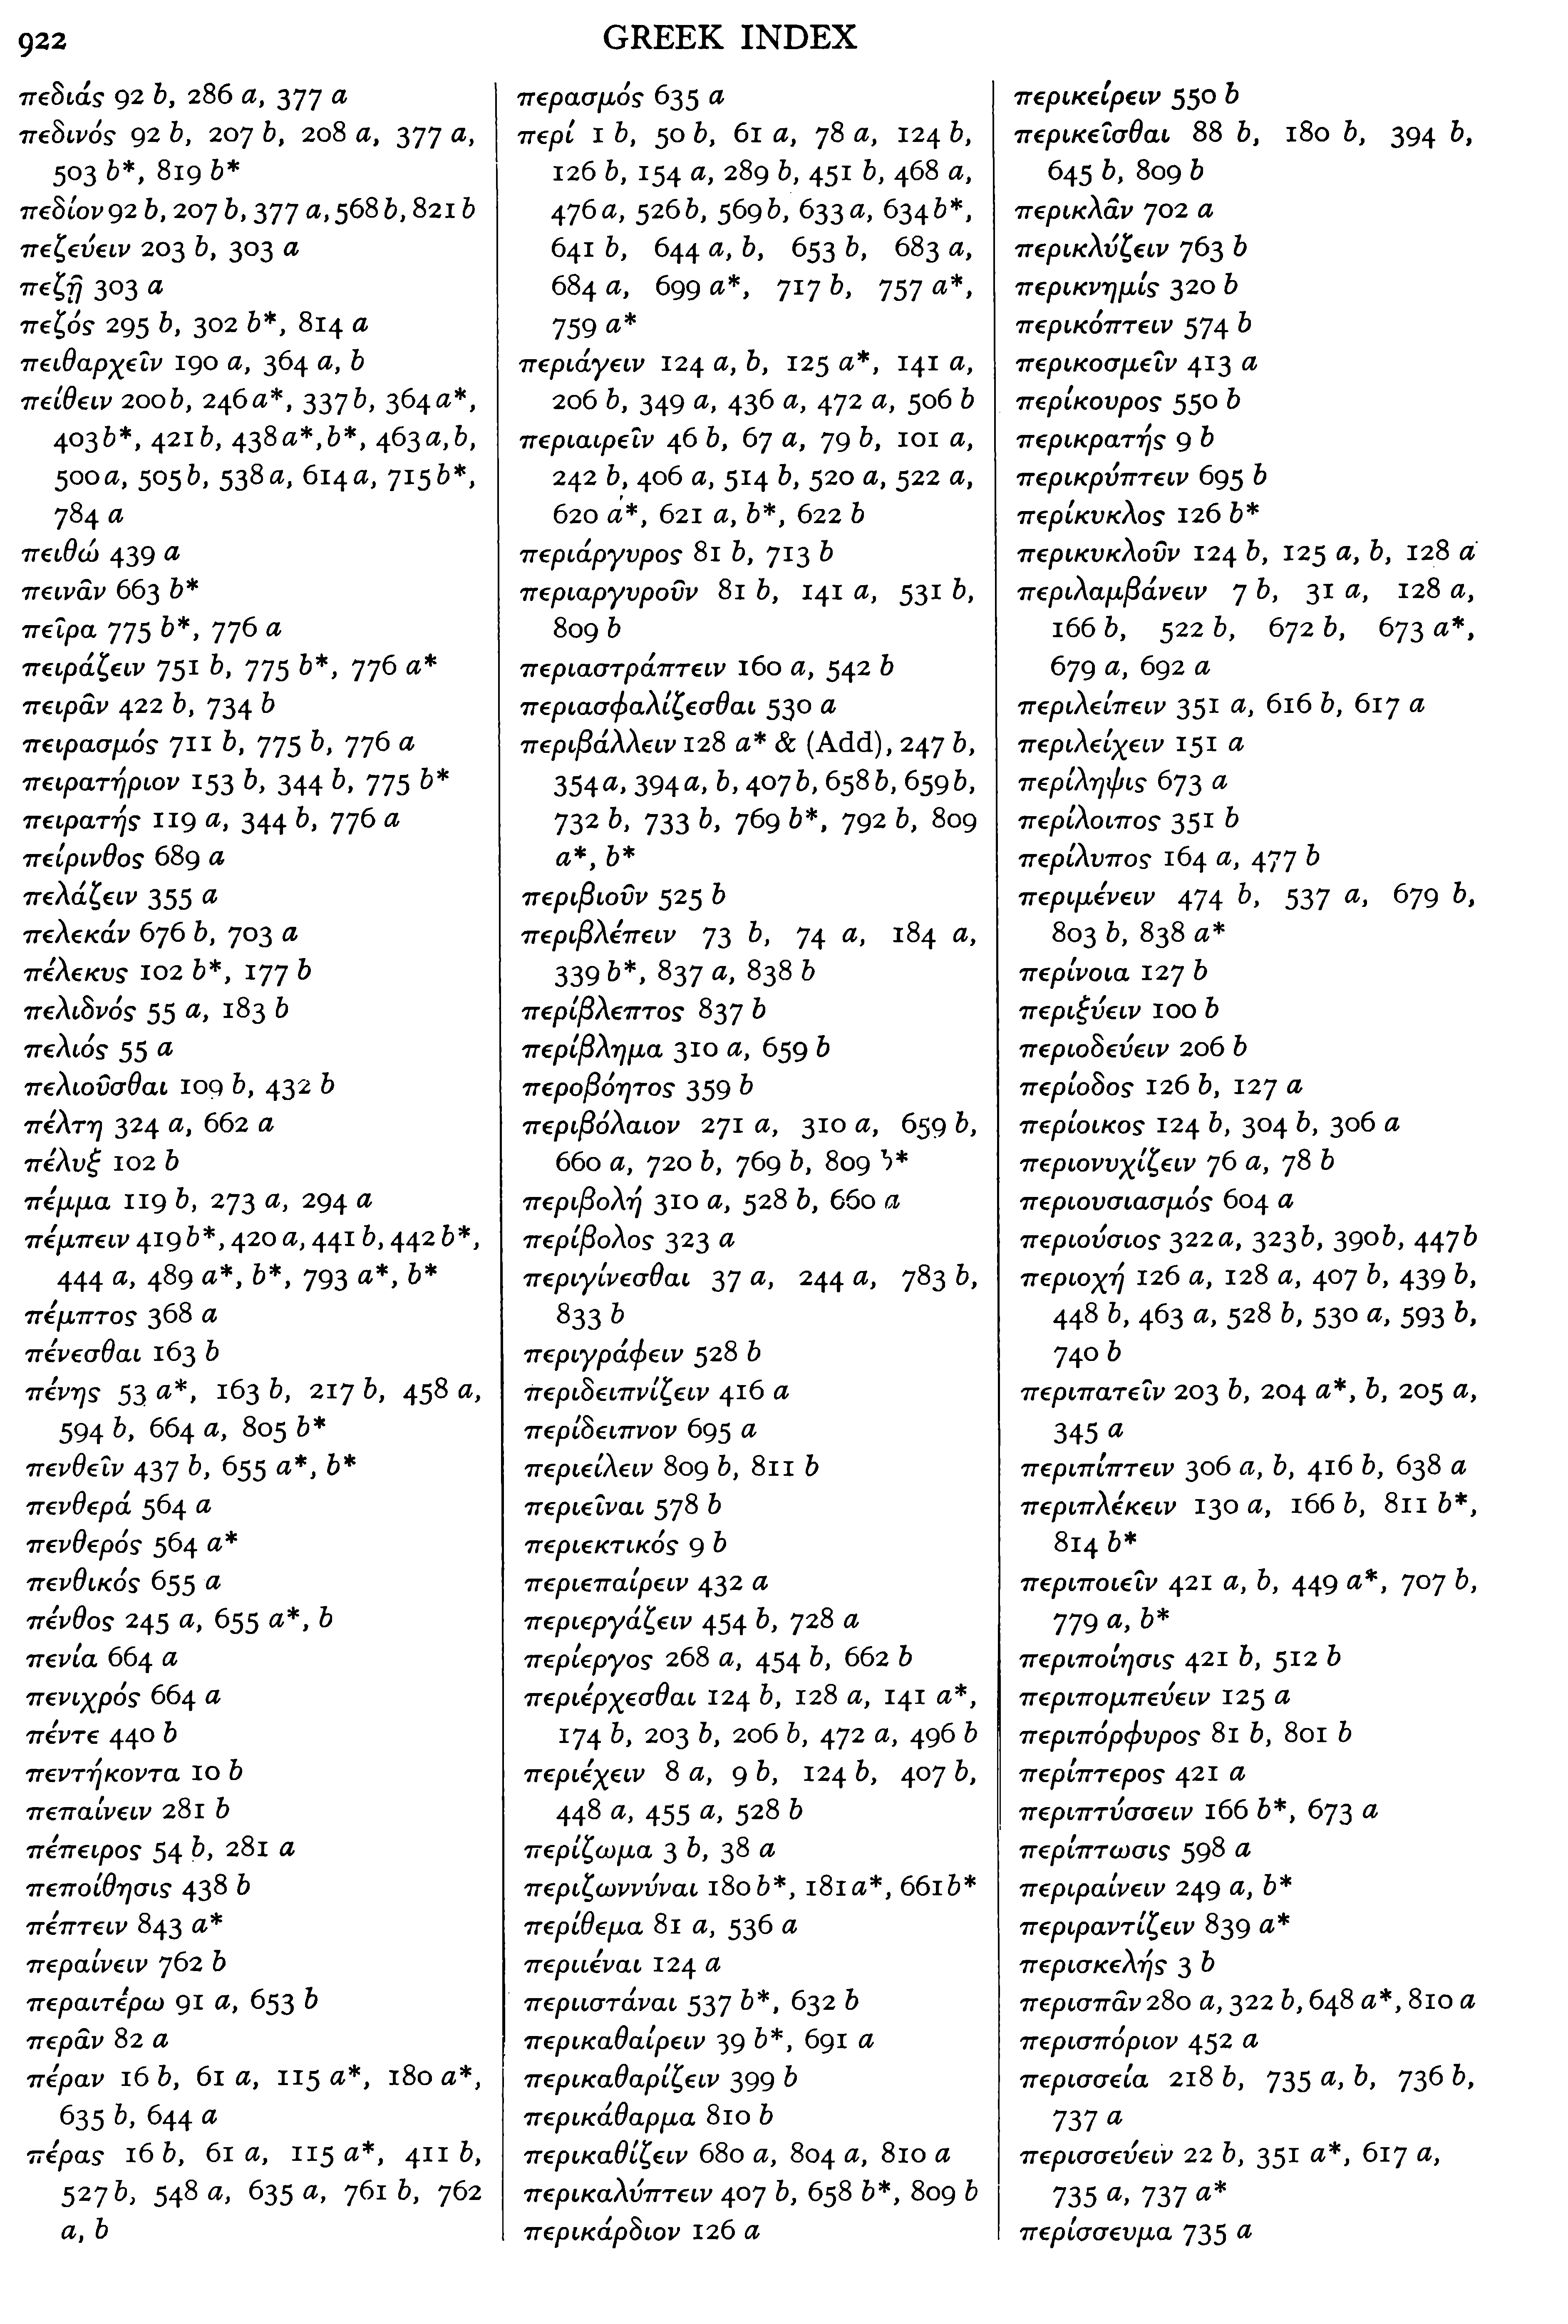 922
GREEK INDEX
πεδιάς 92 b, 286 a, 377 a
πεδινός 92 b, 207 b, 208 a, 377 a,
503 b*, 819 b*
πεδίον 92 b, 207 b, 377 a, 568 b, 821 b
πεζεύειν 203 b, 303 a
πεζῇ 303 a
πεζός 295 b, 302 b*, 814 a
πειθαρχεῖν 190 a, 364 a, b
πείθειν 200 b, 246 a*, 337 b, 364 a*,
403 b*, 421 b, 438 a*, b*, 463 a, b,
500 a, 505 b, 538 a, 614 a, 715 b*,
784 a
πειθώ 439 a
πεινᾶν 663 b*
πεῖρα 775 b*, 776 a
πειράζειν 751 b, 775 b*, 776 a*
πειρᾶν 422 b, 734 b
πειρασμός 711 b, 775 b, 776 a
πειρατήριον 153 b, 344 b, 775 b*
πειρατής 119 a, 344 b, 776 a
πείρινθος 689 a
πελάζειν 355 a
πελεκάν 676 b, 703 a
πέλεκυς 102 b*, 177 b
πελιδνός 55 a, 183 b
πελιός 55 a
πελιοῦσθαι 109 b, 432 b
πέλτη 324 a, 662 a
πέλυξ 102 b
πέμμα 119 b, 273 a, 294 a
πέμπειν 419 b*, 420 a, 441 b, 442 b*,
444 a, 489 a*, b*, 793 a*, b*
πέμπτος 368 a
πένεσθαι 163 b
πένης 53 a*, 163 b, 217 b, 458 a,
594 b, 664 a, 805 b*
πενθεῖν 437 b, 655 a*, b*
πενθερά 564 a
πενθερός 564 a*
πενθικός 655 a
πένθος 245 a, 655 a*, b
πενία 664 a
πενιχρός 664 a
πέντε 440 b
πεντήκοντα 10 b
πεπαίνειν 281 b
πέπειρος 54 b, 281 a
πεποίθησις 438 b
πέπτειν 843 a*
περαίνειν 762 b
περαιτέρω 91 a, 653 b
περᾶν 82 a
πέραν 16 b, 61 a, 115 a*, 180 a*,
635 b, 644 a
πέρας 16 b, 61 a, 115 a*, 411 b,
527 b, 548 a, 635 a, 761 b, 762
a, b
περασμός 635 a
περί 1 b, 50 b, 61 a, 78 a, 124 b,
126 b, 154 a, 289 b, 451 b, 468 a,
476 a, 526 b, 569 b, 633 a, 634 b*,
641 b, 644 a, b, 653 b, 683 a,
684 a, 699 a*, 717 b, 757 a*,
759 a*
περιάγειν 124 a, b, 125 a*, 141 a,
206 b, 349 a, 436 a, 472 a, 506 b
περιαιρεῖν 46 b, 67 a, 79 b, 101 a,
242 b, 406 a, 514 b, 520 a, 522 a,
620 a*, 621 a, b*, 622 b
περιάργυρος 81 b, 713 b
περιαργυροῦν 81 b, 141 a, 531 b,
809 b
περιαστράπτειν 160 a, 542 b
περιασφαλίζεσθαι 530 a
περιβάλλειν 128 a* & (Add), 247 b,
354 a, 394 a, b, 407 b, 658 b, 659 b,
732 b, 733 b, 769 b*, 792 b, 809
a*, b*
περιβιοῦν 525 b
περιβλέπειν 73 b, 74 a, 184 a,
339 b*, 837 a, 838 b
περίβλεπτος 837 b
περίβλημα 310 a, 659 b
περοβόητος 359 b
περιβόλαιον 271 a, 310 a, 659 b,
660 a, 720 b, 769 b, 809 b*
περιβολή 310 a, 528 b, 660 a
περίβολος 323 a
περιγίνεσθαι 37 a, 244 a, 783 b,
833 b
περιγράφειν 528 b
περιδειπνίζειν 416 a
περίδειπνον 695 a
περιείλειν 809 b, 811 b
περιεῖναι 578 b
περιεκτικός 9 b
περιεπαίρειν 432 a
περιεργάζειν 454 b, 728 a
περίεργος 268 a, 454 b, 662 b
περιέρχεσθαι 124 b, 128 a, 141 a*,
174 b, 203 b, 206 b, 472 a, 496 b
περιέχειν 8 a, 9 b, 124 b, 407 b,
448 a, 455 a, 528 b
περίζωμα 3 b, 38 a
περιζωννύναι 180 b*, 181 a*, 661 b*
περίθεμα 81 a, 536 a
περιιέναι 124 a
περιιστάναι 537 b*, 632 b
περικαθαίρειν 39 b*, 691 a
περικαθαρίζειν 399 b
περικάθαρμα 810 b
περικαθίζειν 680 a, 804 a, 810 a
περικαλύπτειν 407 b, 658 b*, 809 b
περικάρδιον 126 a
περικείρειν 550 b
περικεῖσθαι 88 b, 180 b, 394 b,
645 b, 809 b
περικλᾶν 702 a
περικλύζειν 763 b
περικνημίς 320 b
περικόπτειν 574 b
περικοσμεῖν 413 a
περίκουρος 550 b
περικρατής 9 b
περικρύπτειν 695 b
περίκυκλος 126 b*
περικυκλοῦν 124 b, 125 a, b, 128 a
περιλαμβάνειν 7 b, 31 a, 128 a,
166 b, 522 b, 672 b, 673 a*,
679 a, 692 a
περιλείπειν 351 a, 616 b, 617 a
περιλείχειν 151 a
περίληψις 673 a
περίλοιπος 351 b
περίλυπος 164 a, 477 b
περιμένειν 474 b, 537 a, 679 b,
803 b, 838 a*
περίνοια 127 b
περιξύειν 100 b
περιοδεύειν 206 b
περίοδος 126 b, 127 a
περίοικος 124 b, 304 b, 306 a
περιονυχίζειν 76 a, 78 b
περιουσιασμός 604 a
περιούσιος 322 a, 323 b, 390 b, 447 b
περιοχή 126 a, 128 a, 407 b, 439 b,
448 b, 463 a, 528 b, 530 a, 593 b,
740 b
περιπατεῖν 203 b, 204 a*, b, 205 a,
345 a
περιπίπτειν 306 a, b, 416 b, 638 a
περιπλέκειν 130 a, 166 b, 811 b*,
814 b*
περιποιεῖν 421 a, b, 449 a*, 707 b,
779 a, b*
περιποίησις 421 b, 512 b
περιπομπεύειν 125 a
περιπόρφυρος 81 b, 801 b
περίπτερος 421 a
περιπτύσσειν 166 b*, 673 a
περίπτωσις 598 a
περιραίνειν 249 a, b*
περιραντίζειν 839 a*
περισκελής 3 b
περισπᾶν 280 a, 322 b, 648 a*, 810 a
περισπόριον 452 a
περισσεία 218 b, 735 a, b, 736 b,
737 a
περισσεύειν 22 b, 351 a*, 617 a,
735 a, 737 a*
περίσσευμα 735 a